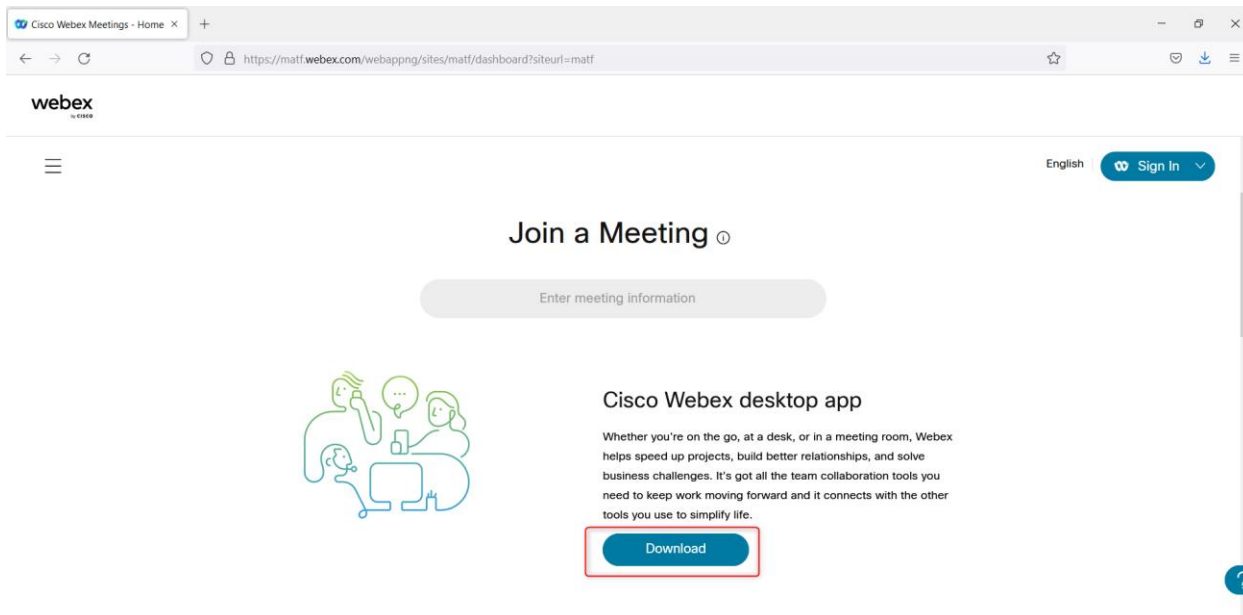 Cisco Webex Meetings - Home
https://matf.webex.com/webappng/sites/matf/dashboard?siteurl=matf
webex
by CISCO
English
Sign In
Join a Meeting
Enter meeting information
Cisco Webex desktop app
Whether you're on the go, at a desk, or in a meeting room, Webex
helps speed up projects, build better relationships, and solve
business challenges. It's got all the team collaboration tools you
need to keep work moving forward and it connects with the other
tools you use to simplify life.
Download
?